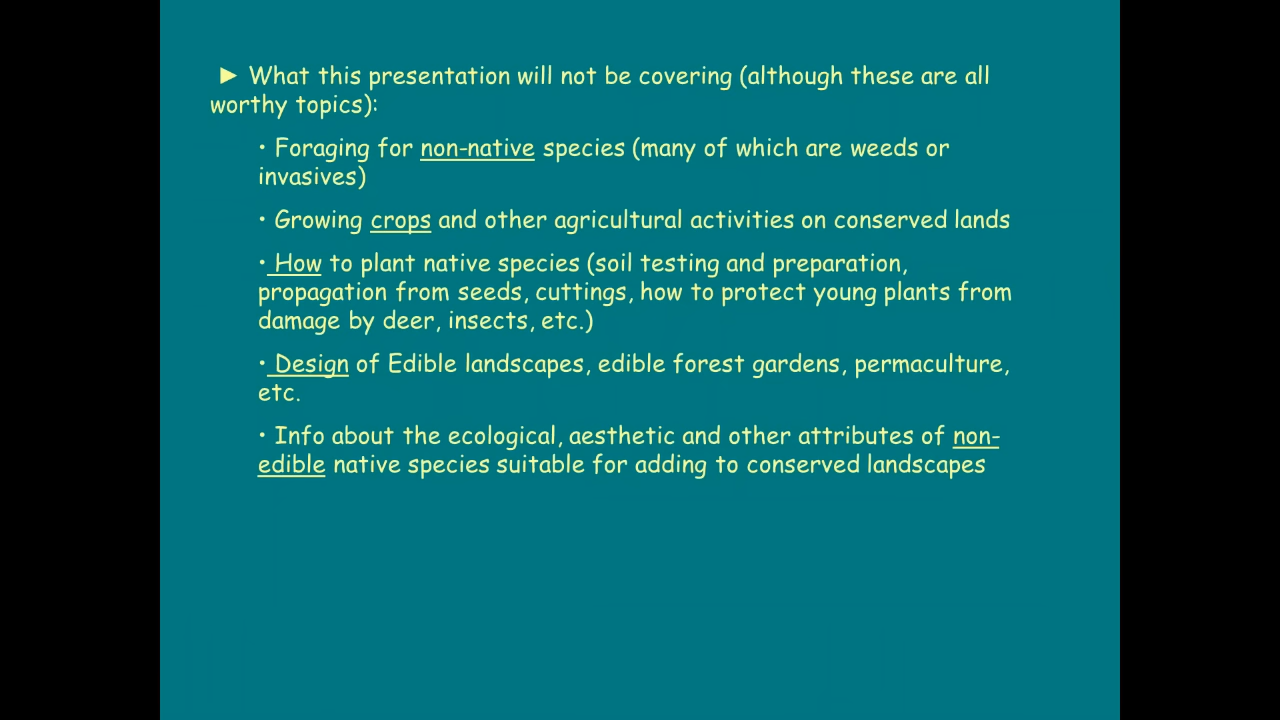 ► What this presentation will not be covering (although these are all
worthy topics):
• Foraging for non-native species (many of which are weeds or
invasives)
• Growing crops and other agricultural activities on conserved lands
• How to plant native species (soil testing and preparation,
propagation from seeds, cuttings, how to protect young plants from
damage by deer, insects, etc.)
• Design of Edible landscapes, edible forest gardens, permaculture,
etc.
• Info about the ecological, aesthetic and other attributes of non-
edible native species suitable for adding to conserved landscapes